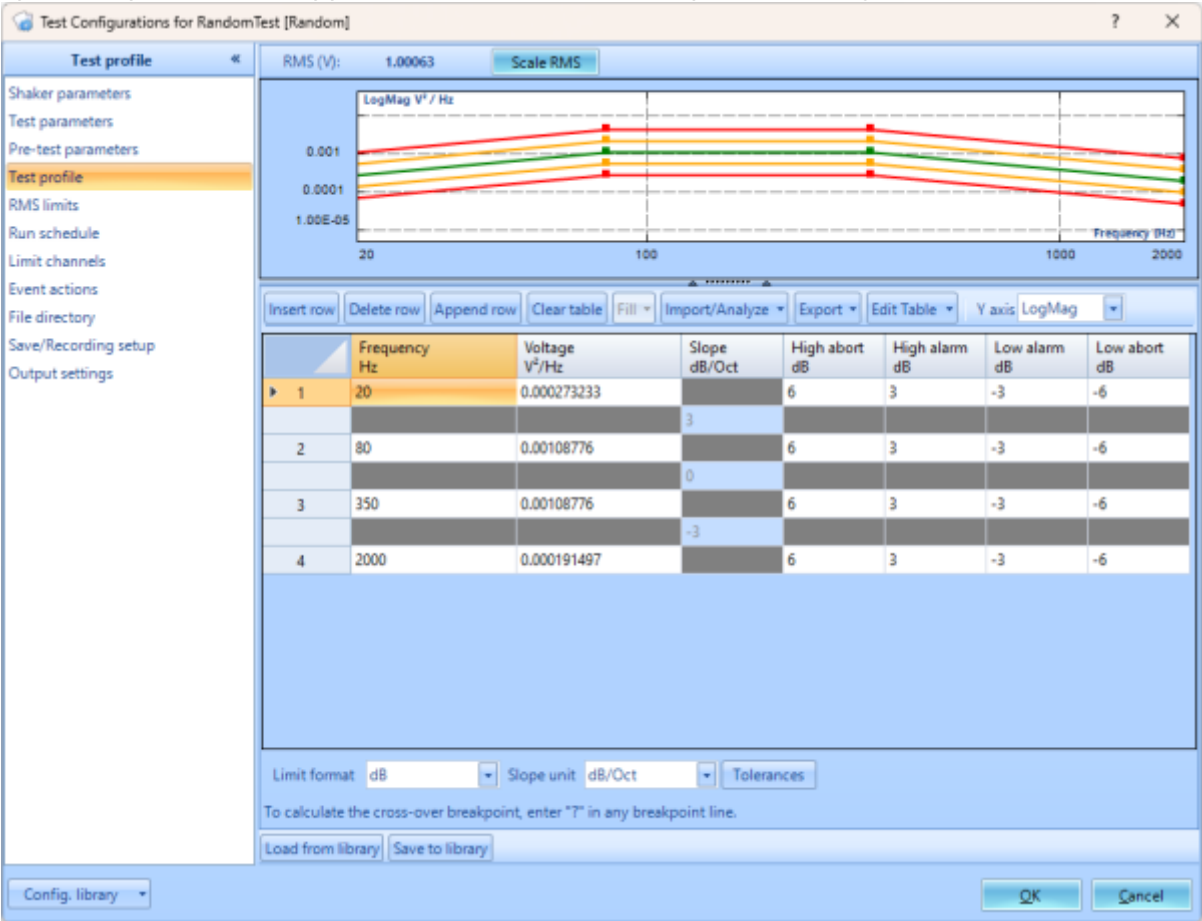 Test Configurations for RandomTest [Random]
? ×
Test profile «
Shaker parameters
Test parameters
Pre-test parameters
Test profile
RMS limits
Run schedule
Limit channels
Event actions
File directory
Save/Recording setup
Output settings
RMS (V): 1.00063 Scale RMS
LogMag V²/ Hz
0.001
0.0001
1.00E-05
Frequency (Hz)
20 100 1000 2000
Insert row Delete row Append row Clear table Fill Import/Analyze Export Edit Table Y axis LogMag
Frequency Voltage Slope High abort High alarm Low alarm Low abort
Hz V²/Hz dB/Oct dB dB dB dB
1 20 0.000273233 6 3 -3 -6
3
2 80 0.00108776 6 3 -3 -6
0
3 350 0.00108776 6 3 -3 -6
-3
4 2000 0.000191497 6 3 -3 -6
Limit format dB Slope unit dB/Oct Tolerances
To calculate the cross-over breakpoint, enter "?" in any breakpoint line.
Load from library Save to library
Config. library OK Cancel